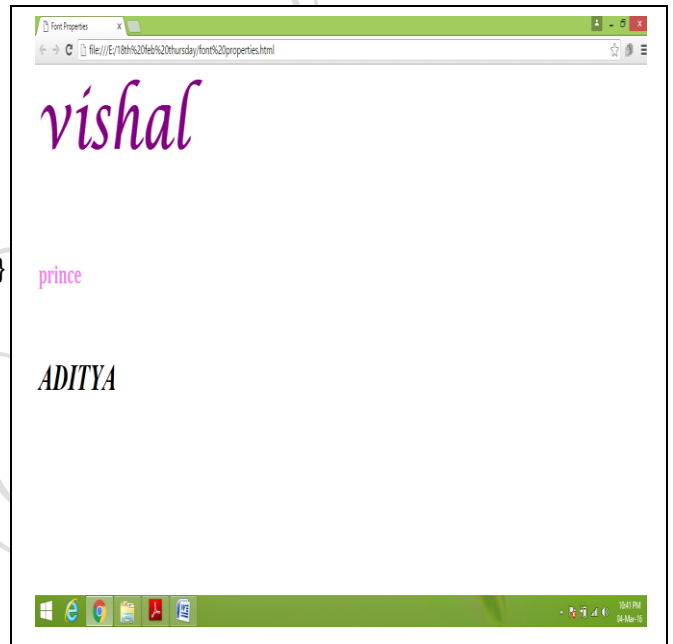 Font Properties x
file:///E:/18th%20feb%20thursday/font%20properties.html
vishal
}
prince
ADITYA
10:41 PM
04-Mar-16